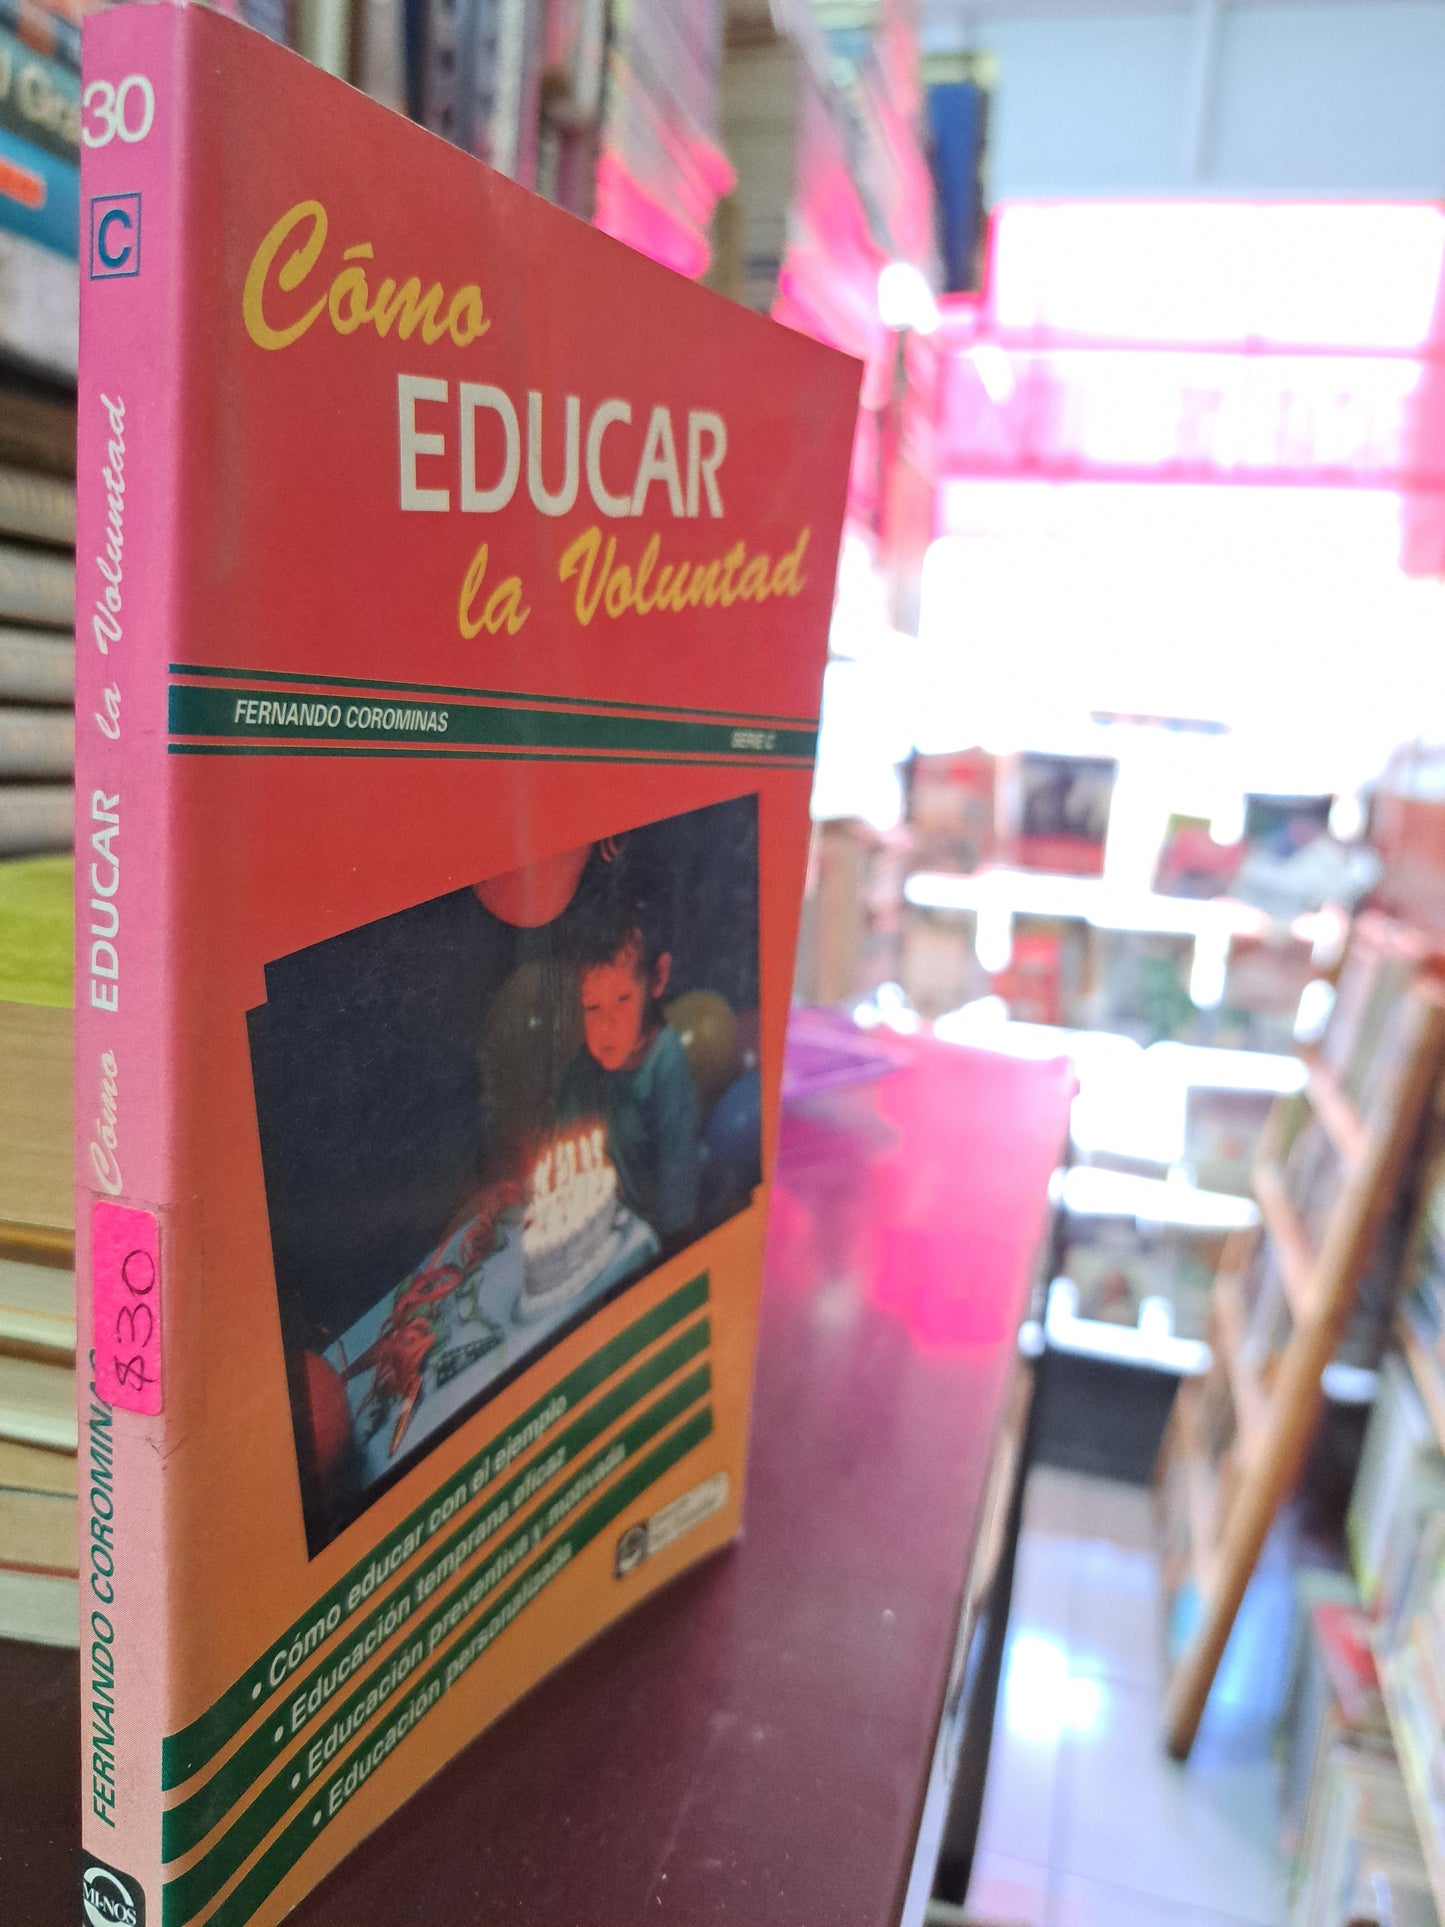 30
C
Cómo EDUCAR la Voluntad
$30
FERNANDO COROMINAS
MI-NOS
Cómo
EDUCAR
la Voluntad
FERNANDO COROMINAS
SERIE C
• Cómo educar con el ejemplo
• Educación temprana eficaz
• Educación preventiva y motivada
• Educación personalizada